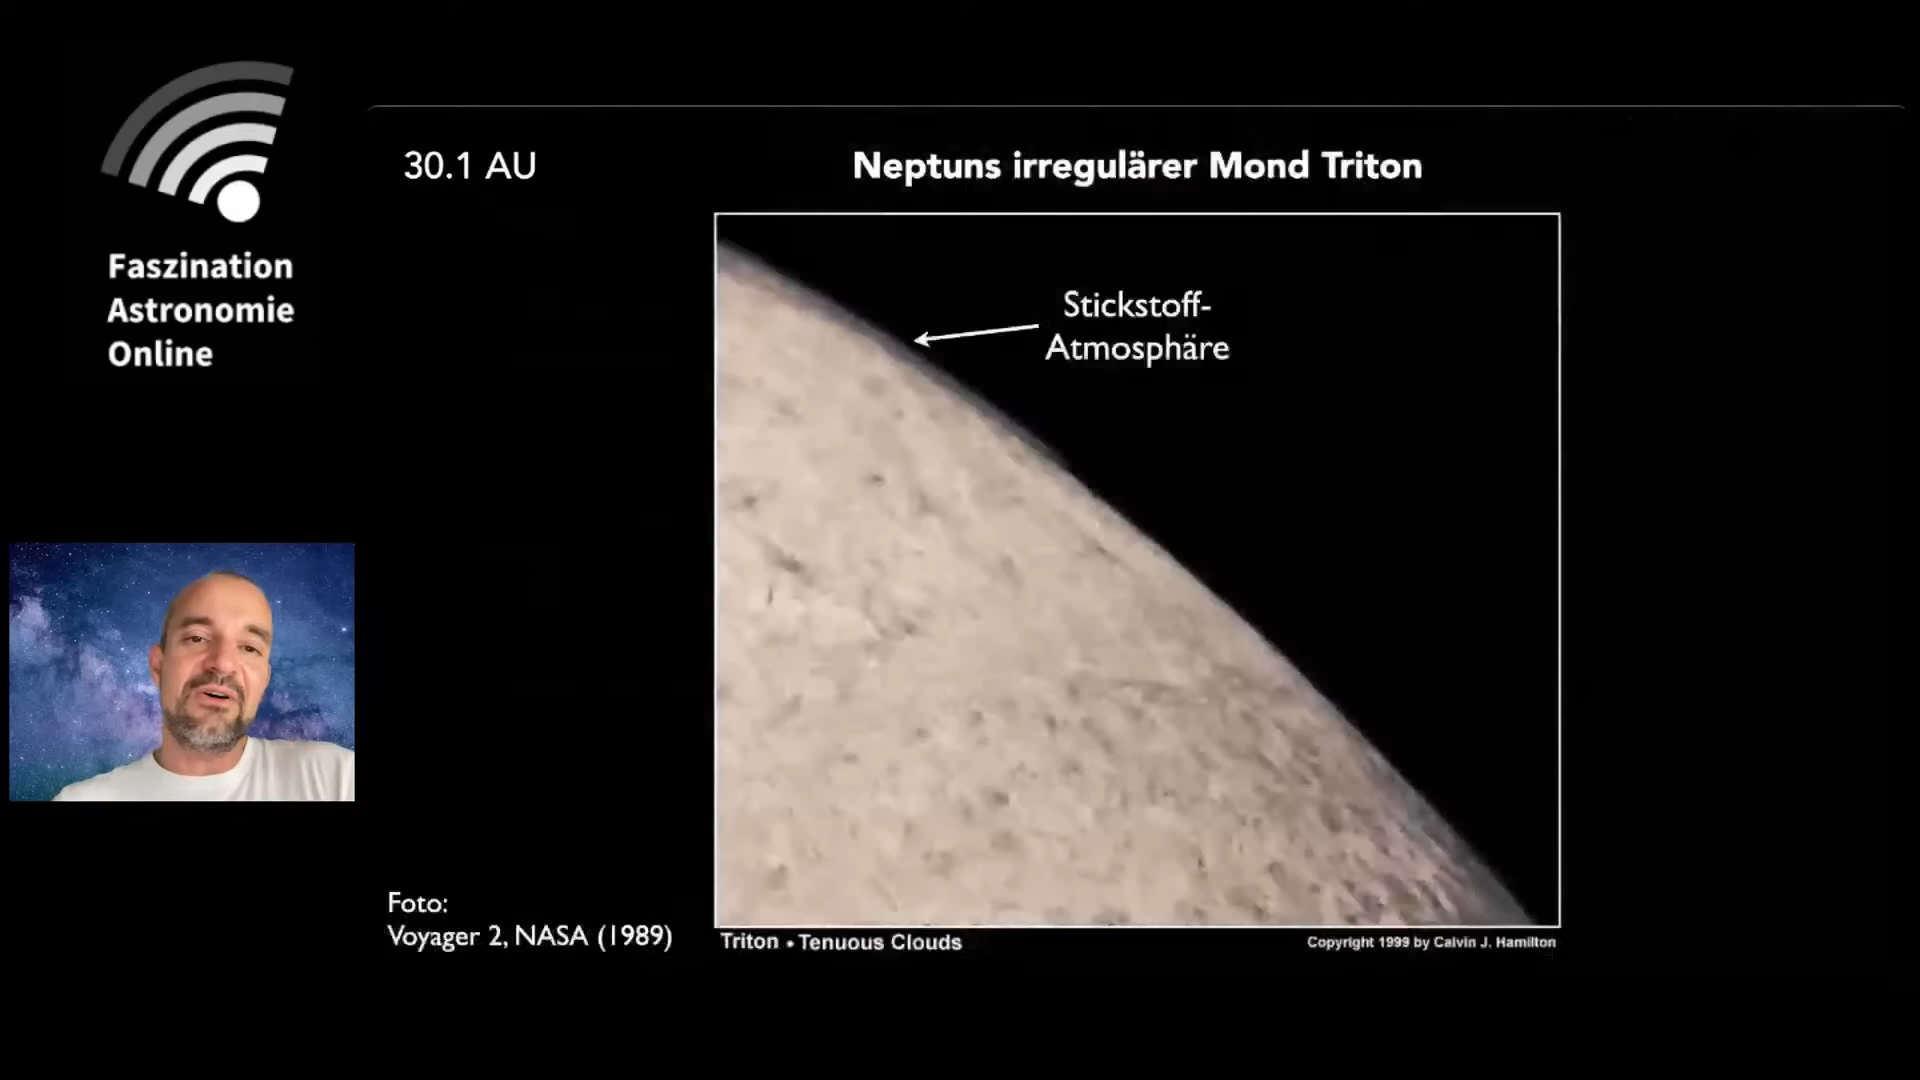 Faszination
Astronomie
Online
30.1 AU
Neptuns irregulärer Mond Triton
Stickstoff-
Atmosphäre
Foto:
Voyager 2, NASA (1989)
Triton • Tenuous Clouds
Copyright 1999 by Calvin J. Hamilton